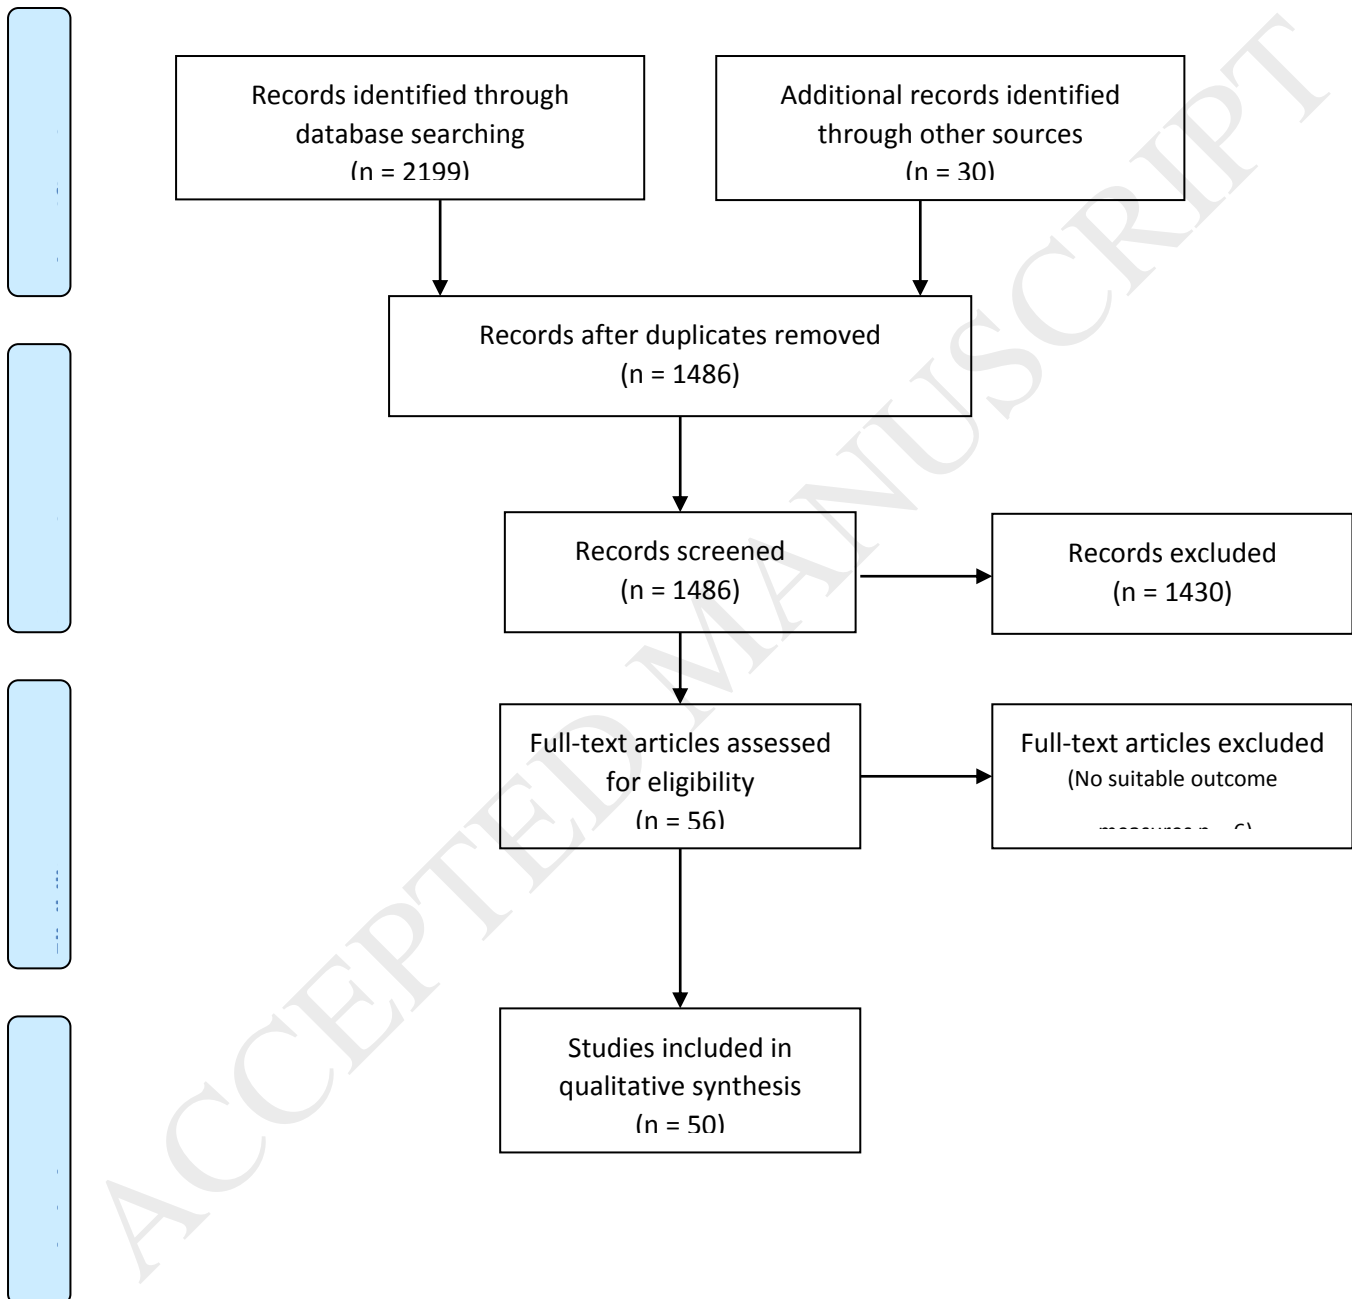 Records identified through
database searching
(n = 2199)
Additional records identified
through other sources
(n = 30)
Records after duplicates removed
(n = 1486)
Records screened
(n = 1486)
Records excluded
(n = 1430)
Full-text articles assessed
for eligibility
(n = 56)
Full-text articles excluded
(No suitable outcome
Studies included in
qualitative synthesis
(n = 50)
ACCEPTED MANUSCRIPT